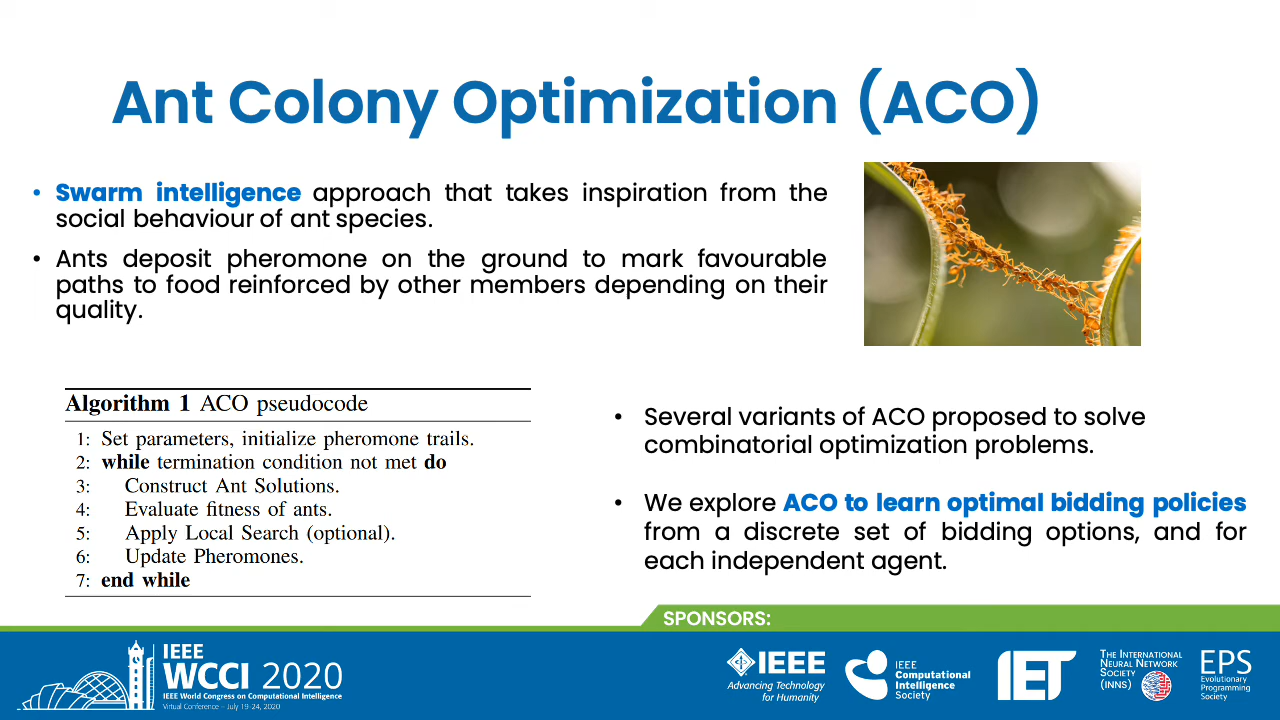 Ant Colony Optimization (ACO)
• Swarm intelligence approach that takes inspiration from the
social behaviour of ant species.
• Ants deposit pheromone on the ground to mark favourable
paths to food reinforced by other members depending on their
quality.
Algorithm 1 ACO pseudocode
1: Set parameters, initialize pheromone trails.
2: while termination condition not met do
3: Construct Ant Solutions.
4: Evaluate fitness of ants.
5: Apply Local Search (optional).
6: Update Pheromones.
7: end while
• Several variants of ACO proposed to solve
combinatorial optimization problems.
• We explore ACO to learn optimal bidding policies
from a discrete set of bidding options, and for
each independent agent.
SPONSORS:
IEEE
WCCI 2020
IEEE World Congress on Computational Intelligence
Virtual Conference – July 19-24, 2020
IEEE
Advancing Technology
for Humanity
IEEE
Computational
Intelligence
Society
IET
The International
Neural Network
Society
(INNS)
EPS
Evolutionary
Programming
Society